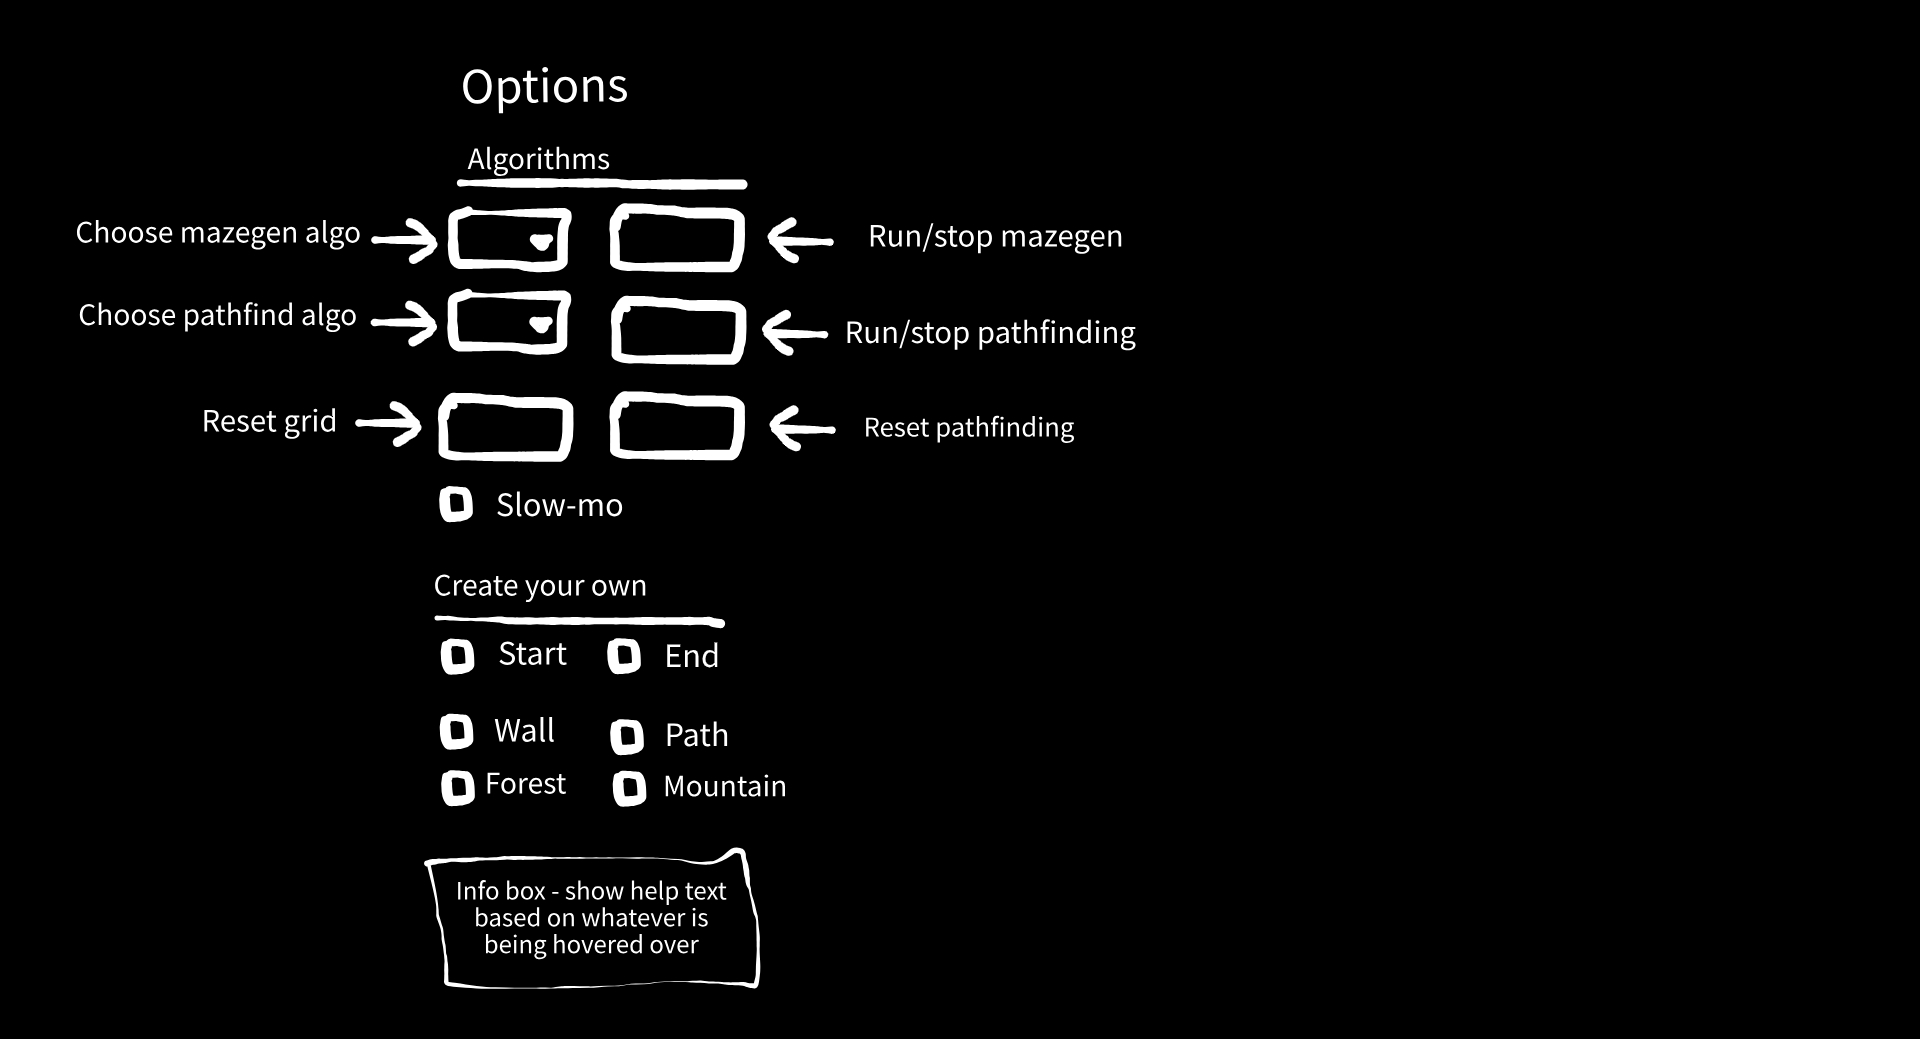 Options
Algorithms
Choose mazegen algo
Run/stop mazegen
Choose pathfind algo
Run/stop pathfinding
Reset grid
Reset pathfinding
Slow-mo
Create your own
Start
End
Wall
Path
Forest
Mountain
Info box - show help text
based on whatever is
being hovered over